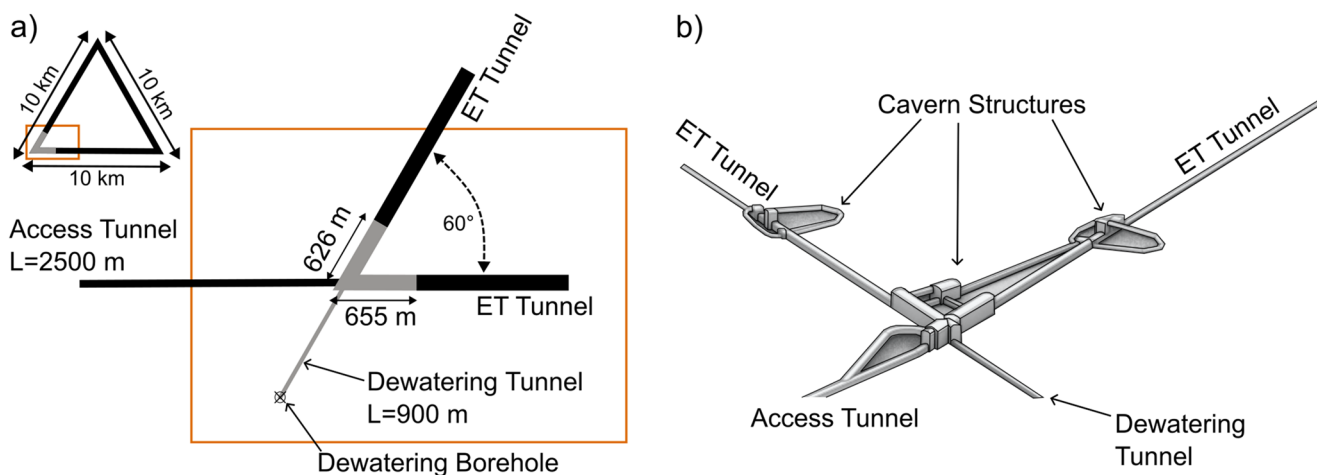 a)
10 km
10 km
10 km
Access Tunnel
L=2500 m
626 m
655 m
60°
ET Tunnel
ET Tunnel
Dewatering Tunnel
L=900 m
Dewatering Borehole
b)
Cavern Structures
ET Tunnel
ET Tunnel
Access Tunnel
Dewatering
Tunnel